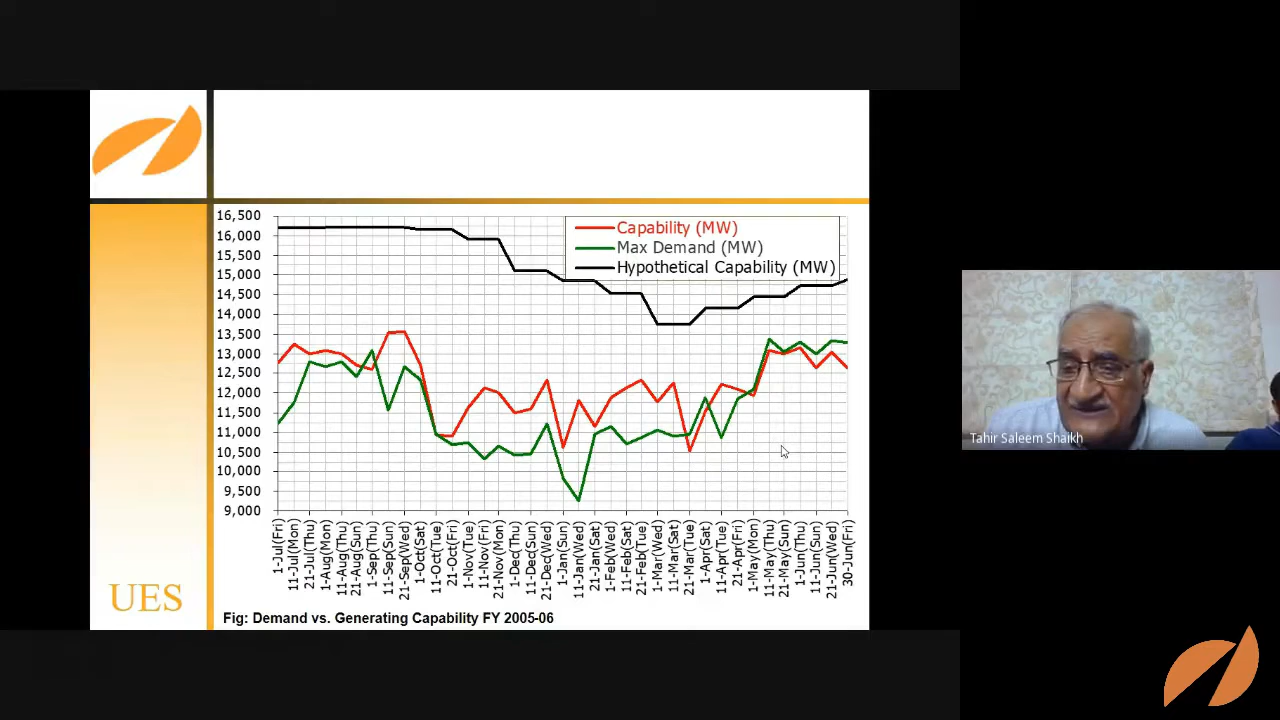 16,500
16,000
15,500
15,000
14,500
14,000
13,500
13,000
12,500
12,000
11,500
11,000
10,500
10,000
9,500
9,000
Capability (MW)
Max Demand (MW)
Hypothetical Capability (MW)
1-Jul(Fri)
11-Jul(Mon)
21-Jul(Thu)
1-Aug(Mon)
11-Aug(Thu)
21-Aug(Sun)
1-Sep(Thu)
11-Sep(Sun)
21-Sep(Wed)
1-Oct(Sat)
11-Oct(Tue)
21-Oct(Fri)
1-Nov(Tue)
11-Nov(Fri)
21-Nov(Mon)
1-Dec(Thu)
11-Dec(Sun)
21-Dec(Wed)
1-Jan(Sun)
11-Jan(Wed)
21-Jan(Sat)
1-Feb(Wed)
11-Feb(Sat)
21-Feb(Tue)
1-Mar(Wed)
11-Mar(Sat)
21-Mar(Tue)
1-Apr(Sat)
11-Apr(Tue)
21-Apr(Fri)
1-May(Mon)
11-May(Thu)
21-May(Sun)
1-Jun(Thu)
11-Jun(Sun)
21-Jun(Wed)
30-Jun(Fri)
UES
Fig: Demand vs. Generating Capability FY 2005-06
Tahir Saleem Shaikh